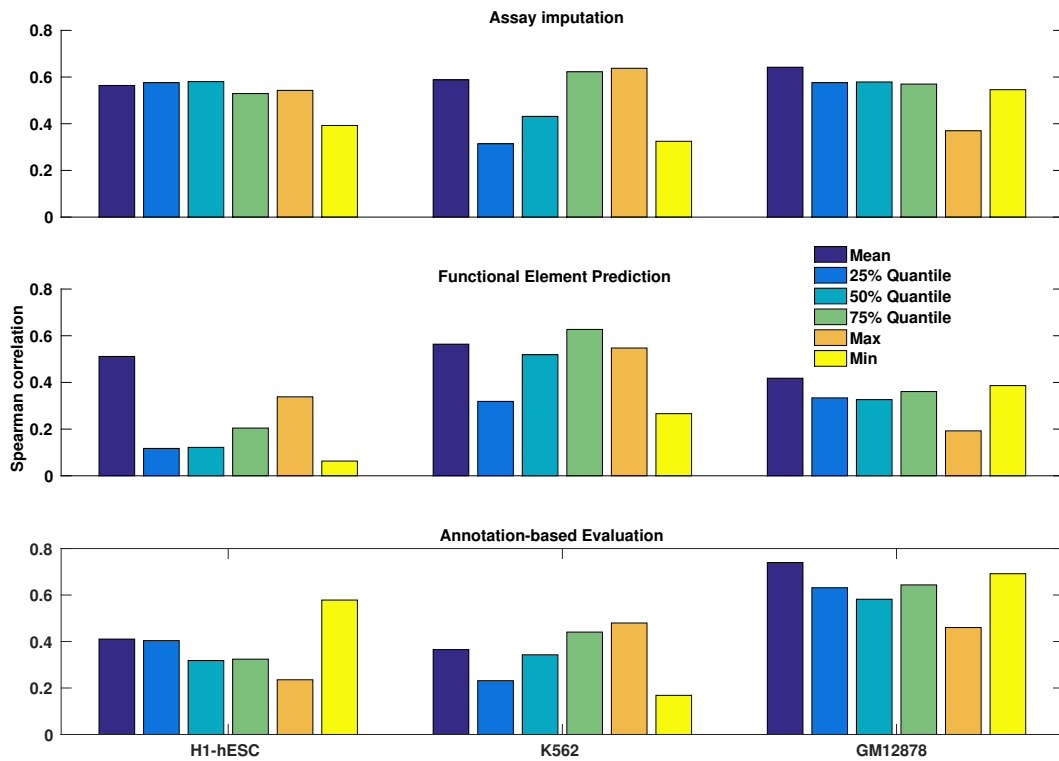 Assay imputation
0.8
0.6
0.4
0.2
0
Functional Element Prediction
0.8
0.6
0.4
0.2
0
Mean
25% Quantile
50% Quantile
75% Quantile
Max
Min
Spearman correlation
Annotation-based Evaluation
0.8
0.6
0.4
0.2
0
H1-hESC K562 GM12878